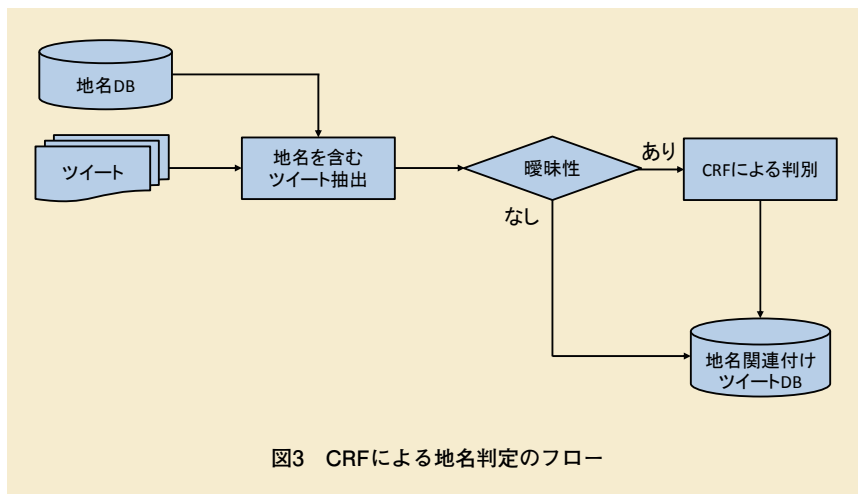 地名DB
ツイート
地名を含む
ツイート抽出
曖昧性
あり
なし
CRFによる判別
地名関連付け
ツイートDB
図3　CRFによる地名判定のフロー